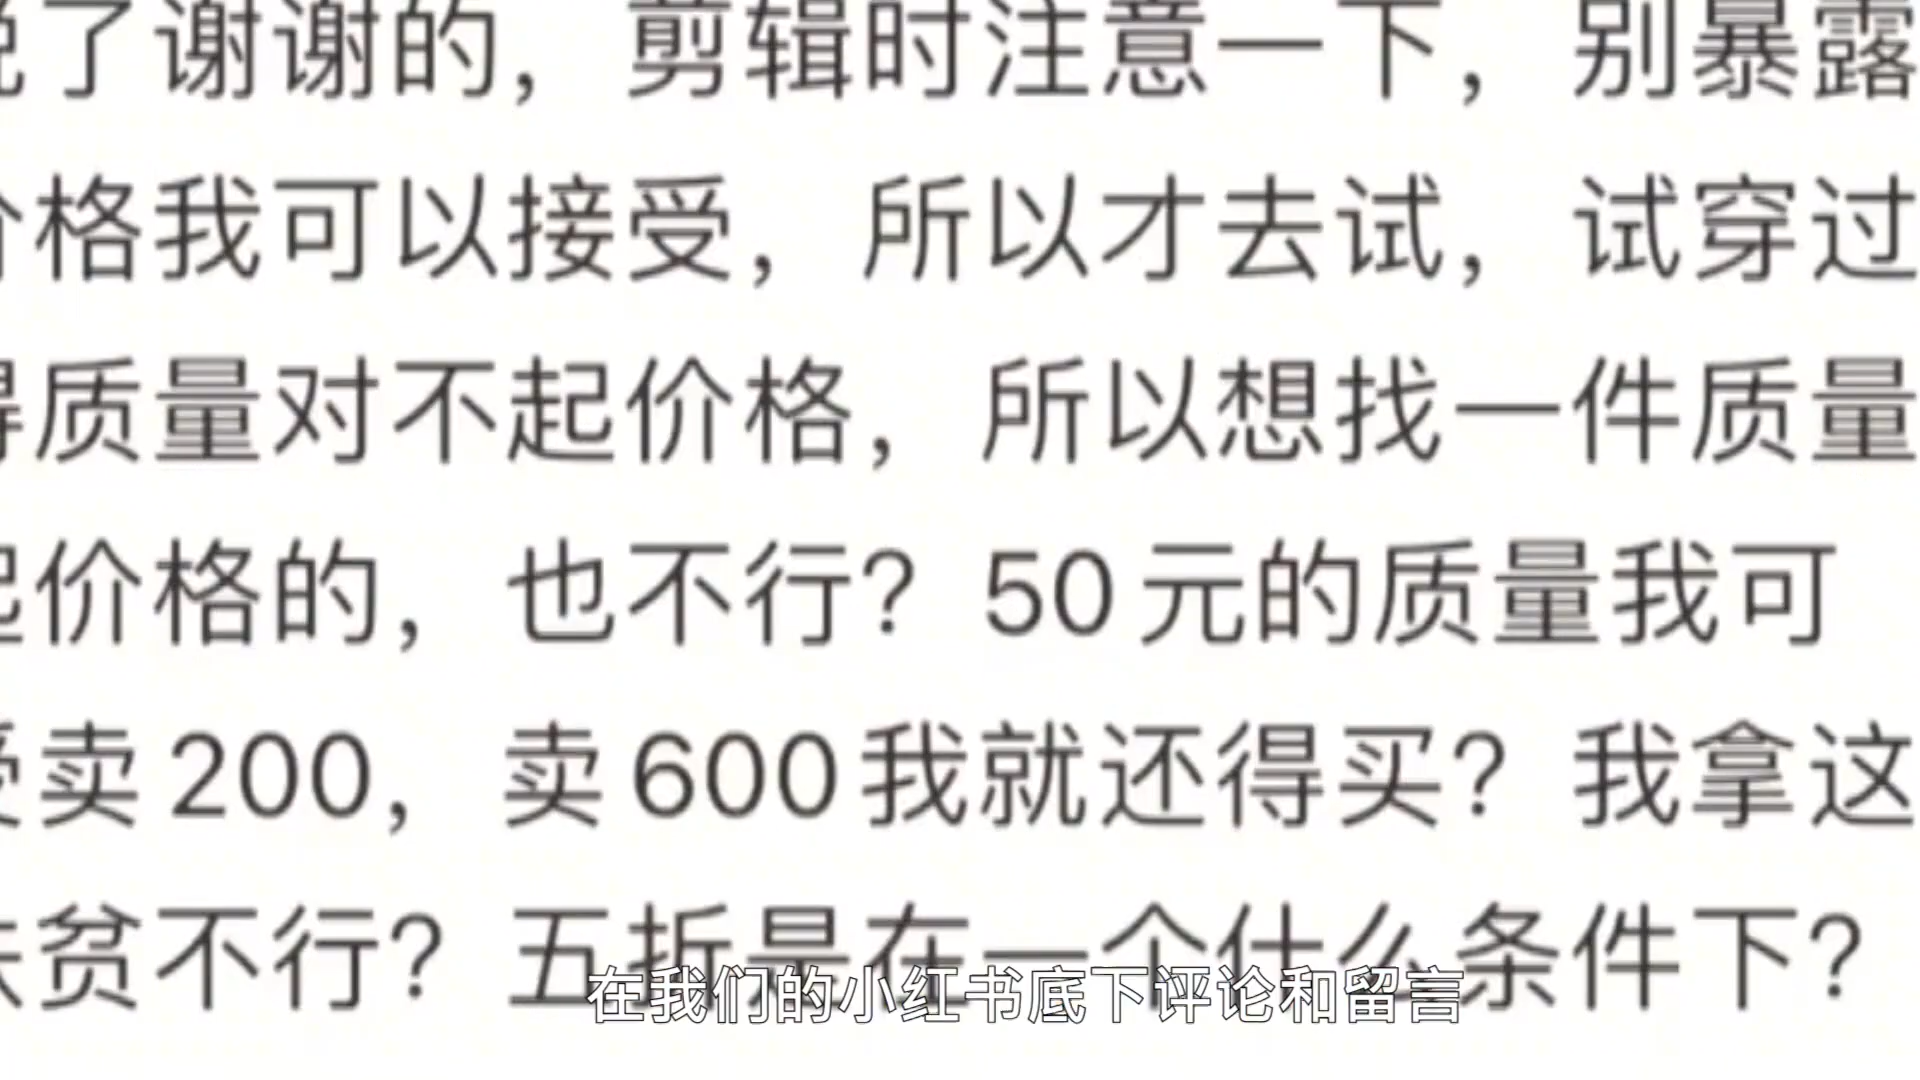 了谢谢的，剪辑时注意一下，别暴露
格我可以接受，所以才去试，试穿过
质量对不起价格，所以想找一件质量
价格的，也不行？50元的质量我可
卖200，卖600我就还得买？我拿这
贫不行？五折是在一个什么条件下？
在我们的小红书底下评论和留言